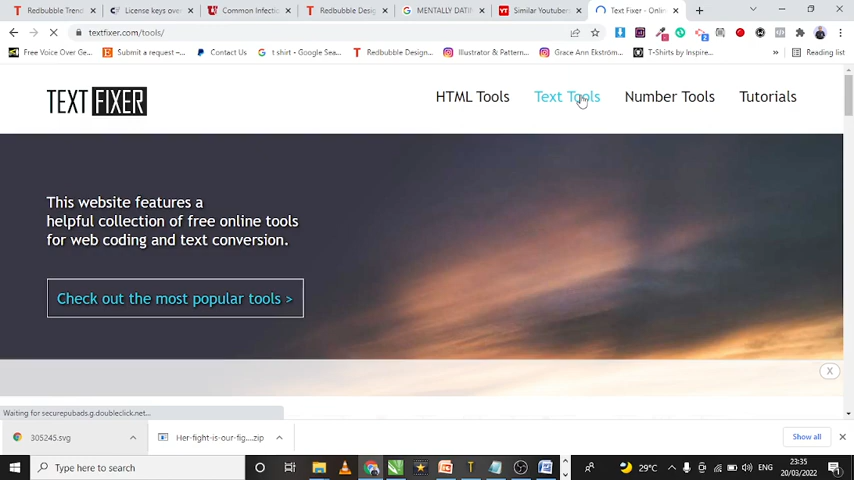 Redbubble Trend
License keys over
Common Infectio
Redbubble Desig
MENTALLY DATIN
Similar Youtubers
Text Fixer - Onlin
textfixer.com/tools/
Free Voice Over Ge...
Submit a request –...
Contact Us
t shirt - Google Sea...
Redbubble Design...
Illustrator & Pattern...
Grace Ann Ekström...
T-Shirts by Inspire...
»
Reading list
TEXT FIXER
HTML Tools
Text Tools
Number Tools
Tutorials
This website features a
helpful collection of free online tools
for web coding and text conversion.
Check out the most popular tools >
X
Waiting for securepubads.g.doubleclick.net...
305245.svg
Her-fight-is-our-fig....zip
Show all
Type here to search
29°C
ENG
23:35
20/03/2022